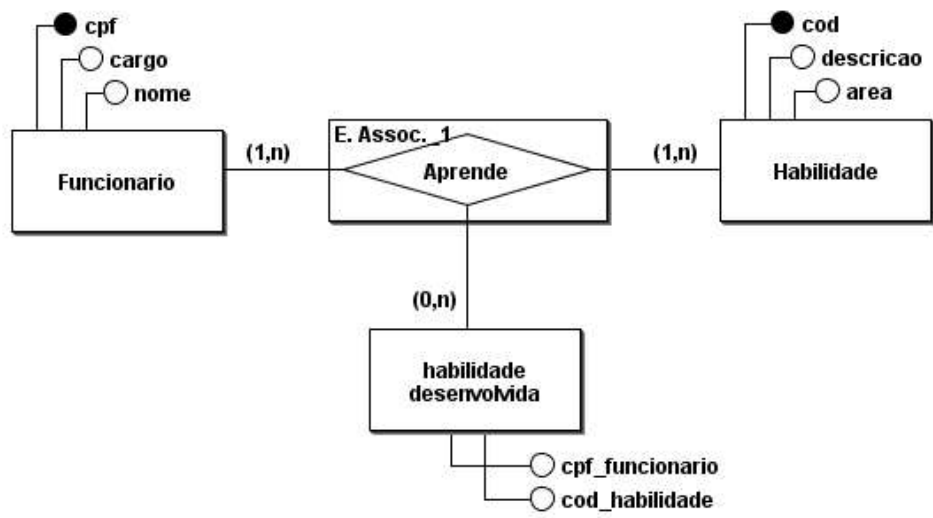 cpf
cargo
nome
cod
descricao
area
E. Assoc._1
(1,n)
(1,n)
Funcionario
Aprende
Habilidade
(0,n)
habilidade
desenvolvida
cpf_funcionario
cod_habilidade